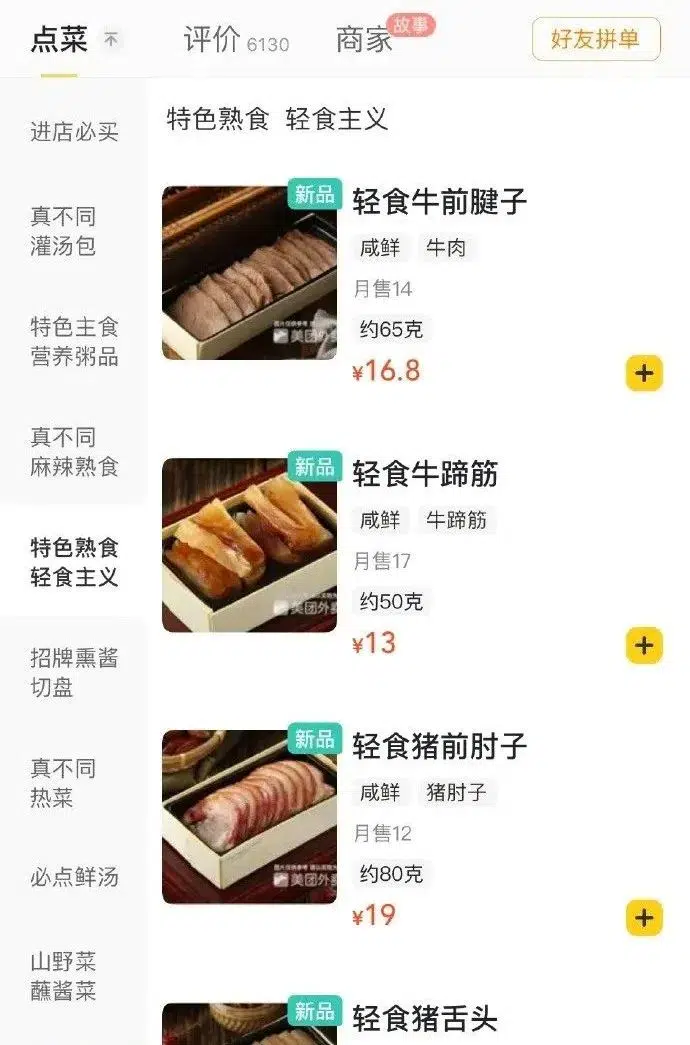 点菜
评价 6130
商家
故事
好友拼单
进店必买
真不同
灌汤包
特色主食
营养粥品
真不同
麻辣熟食
特色熟食
轻食主义
招牌熏酱
切盘
真不同
热菜
必点鲜汤
山野菜
蘸酱菜
特色熟食 轻食主义
新品
轻食牛前腱子
咸鲜 牛肉
月售14
约65克
¥16.8
美团外
新品
轻食牛蹄筋
咸鲜 牛蹄筋
月售17
约50克
¥13
美团外卖
新品
轻食猪前肘子
咸鲜 猪肘子
月售12
约80克
¥19
美团外卖
新品
轻食猪舌头